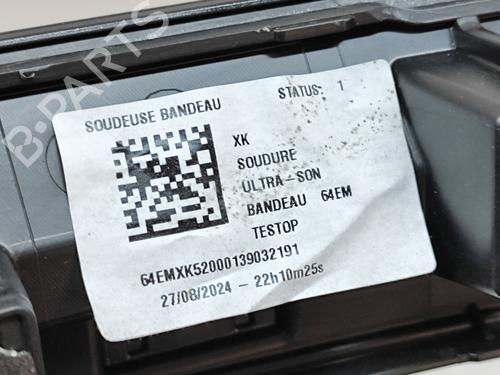 SOUDEUSE BANDEAU STATUS: 1
XK
SOUDURE
ULTRA-SON
BANDEAU 64EM
TESTOP
64EMXK52000139032191
27/08/2024 - 22h10m25s
B-PARTS